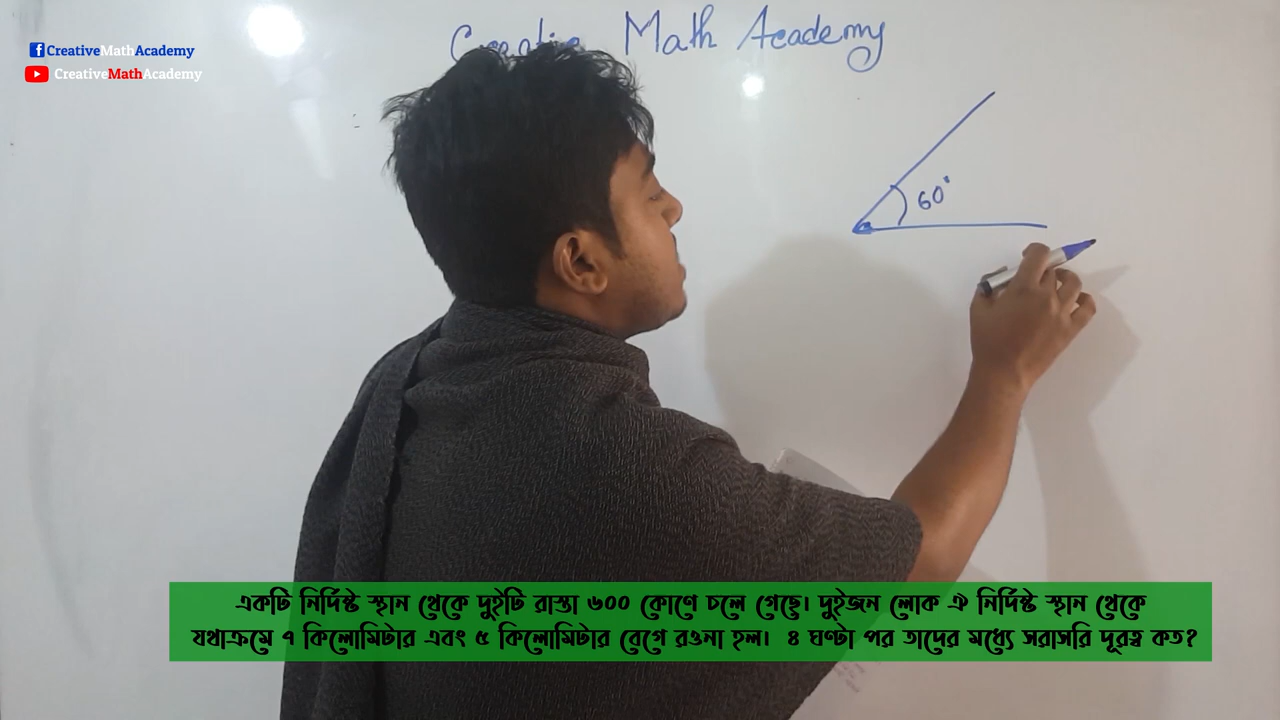 CreativeMathAcademy
CreativeMathAcademy
Math Academy
60°
একটি নির্দিষ্ট স্থান থেকে দুইটি রাস্তা ৬০০ কোণে চলে গেছে। দুইজন লোক ঐ নির্দিষ্ট স্থান থেকে
যথাক্রমে ৭ কিলোমিটার এবং ৫ কিলোমিটার বেগে রওনা হল। ৪ ঘণ্টা পর তাদের মধ্যে সরাসরি দূরত্ব কত?